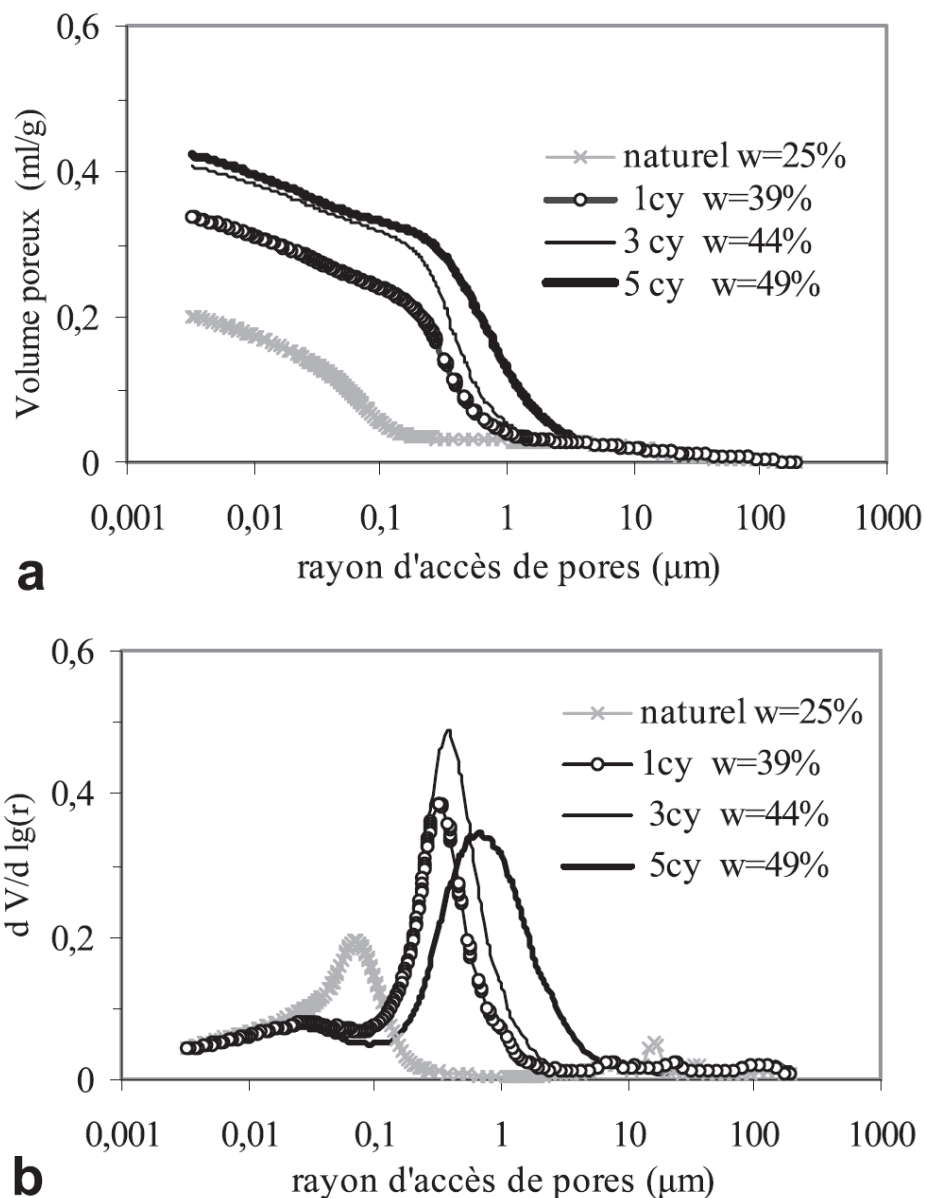 0,6
0,4
0,2
0
Volume poreux (ml/g)
naturel w=25%
1cy w=39%
3 cy w=44%
5 cy w=49%
0,001 0,01 0,1 1 10 100 1000
rayon d'accès de pores (μm)
a
0,6
0,4
0,2
0
d V/d lg(r)
naturel w=25%
1cy w=39%
3cy w=44%
5cy w=49%
0,001 0,01 0,1 1 10 100 1000
rayon d'accès de pores (μm)
b